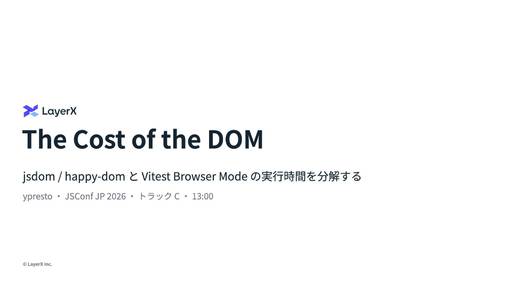 LayerX
The Cost of the DOM
jsdom / happy-dom と Vitest Browser Mode の実行時間を分解する
ypresto ・ JSConf JP 2026 ・ トラック C ・ 13:00
© LayerX Inc.